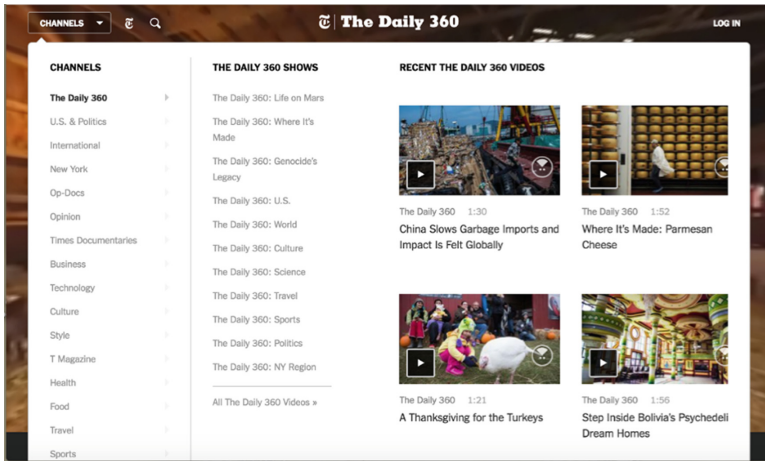 CHANNELS
The Daily 360
LOG IN
CHANNELS
The Daily 360
U.S. & Politics
International
New York
Op-Docs
Opinion
Times Documentaries
Business
Technology
Culture
Style
T Magazine
Health
Food
Travel
Sports
THE DAILY 360 SHOWS
The Daily 360: Life on Mars
The Daily 360: Where It's
Made
The Daily 360: Genocide's
Legacy
The Daily 360: U.S.
The Daily 360: World
The Daily 360: Culture
The Daily 360: Science
The Daily 360: Travel
The Daily 360: Sports
The Daily 360: Politics
The Daily 360: NY Region
All The Daily 360 Videos »
RECENT THE DAILY 360 VIDEOS
The Daily 360 1:30
China Slows Garbage Imports and
Impact Is Felt Globally
The Daily 360 1:52
Where It's Made: Parmesan
Cheese
The Daily 360 1:21
A Thanksgiving for the Turkeys
The Daily 360 1:56
Step Inside Bolivia's Psychedeli
Dream Homes